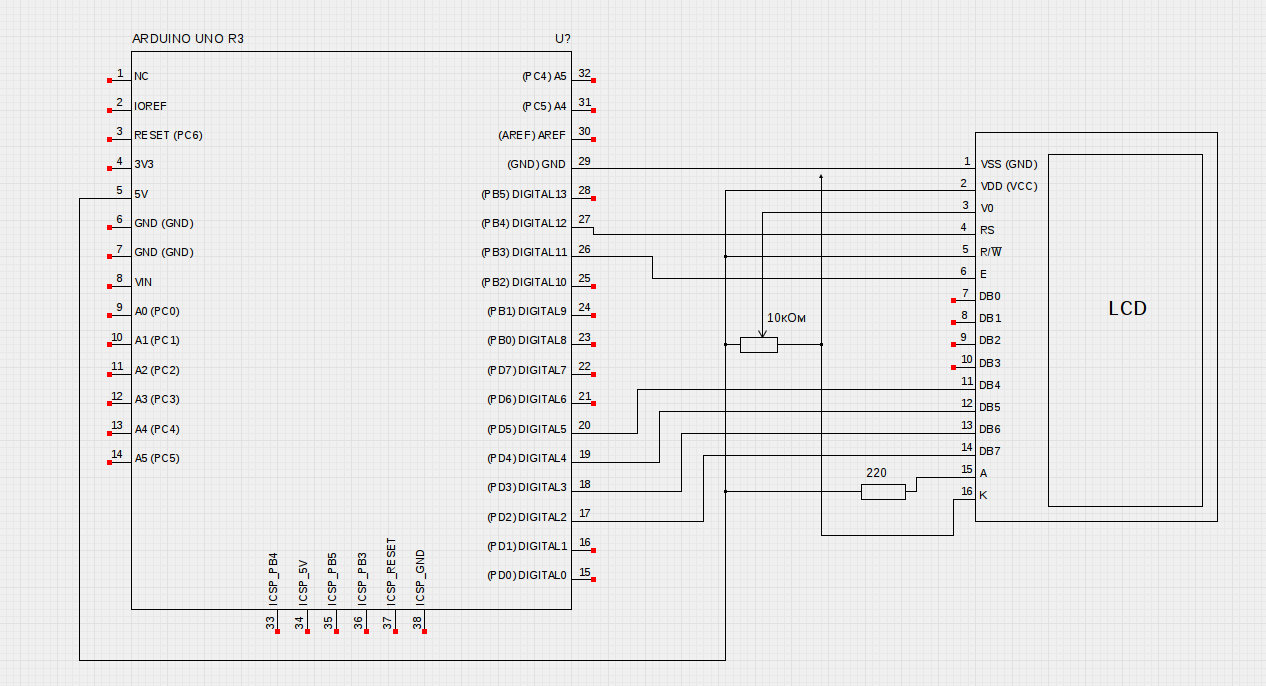 ARDUINO UNO R3
U?
1 NC
2 IOREF
3 RESET (PC6)
4 3V3
5 5V
6 GND (GND)
7 GND (GND)
8 VIN
9 A0 (PC0)
10 A1 (PC1)
11 A2 (PC2)
12 A3 (PC3)
13 A4 (PC4)
14 A5 (PC5)
(PC4) A5 32
(PC5) A4 31
(AREF) AREF 30
(GND) GND 29
(PB5) DIGITAL13 28
(PB4) DIGITAL12 27
(PB3) DIGITAL11 26
(PB2) DIGITAL10 25
(PB1) DIGITAL9 24
(PB0) DIGITAL8 23
(PD7) DIGITAL7 22
(PD6) DIGITAL6 21
(PD5) DIGITAL5 20
(PD4) DIGITAL4 19
(PD3) DIGITAL3 18
(PD2) DIGITAL2 17
(PD1) DIGITAL1 16
(PD0) DIGITAL0 15
33 ICSP_PB4
34 ICSP_5V
35 ICSP_PB5
36 ICSP_PB3
37 ICSP_RESET
38 ICSP_GND
10кОм
220
1 VSS (GND)
2 VDD (VCC)
3 V0
4 RS
5 R/W̅
6 E
7 DB0
8 DB1
9 DB2
10 DB3
11 DB4
12 DB5
13 DB6
14 DB7
15 A
16 K
LCD